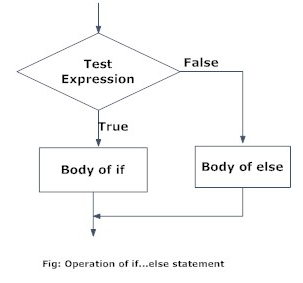 Test
Expression
False
True
Body of if
Body of else
Fig: Operation of if...else statement